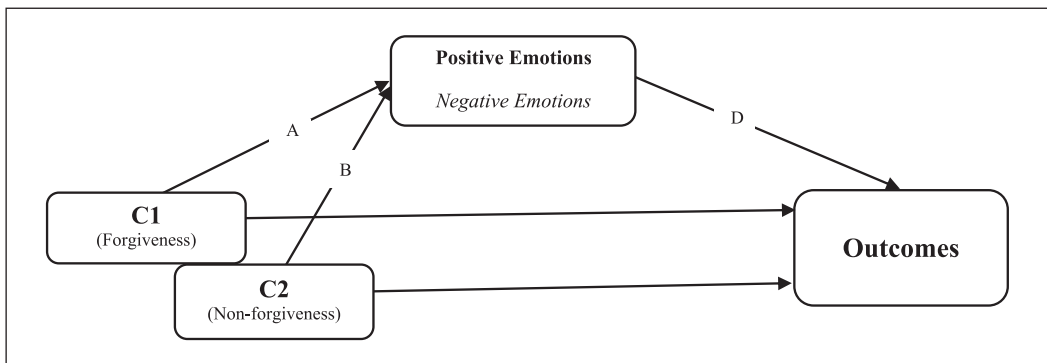 Positive Emotions
Negative Emotions
A
D
B
C1
(Forgiveness)
Outcomes
C2
(Non-forgiveness)